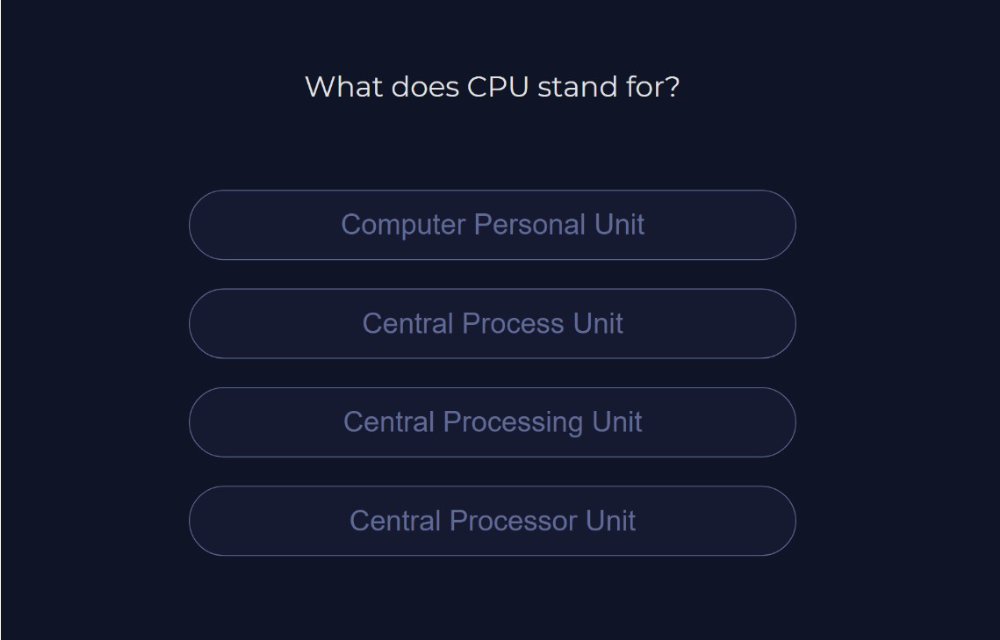 What does CPU stand for?
Computer Personal Unit
Central Process Unit
Central Processing Unit
Central Processor Unit